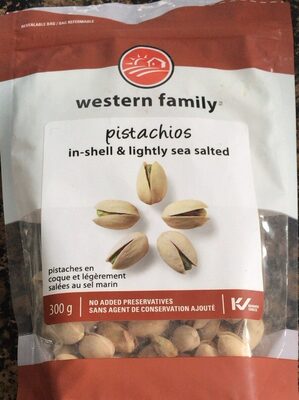 RESEALABLE BAG / SAC REFERMABLE
western family
pistachios
in-shell & lightly sea salted
pistaches en
coque et légèrement
salées au sel marin
300 g
NO ADDED PRESERVATIVES
SANS AGENT DE CONSERVATION AJOUTÉ